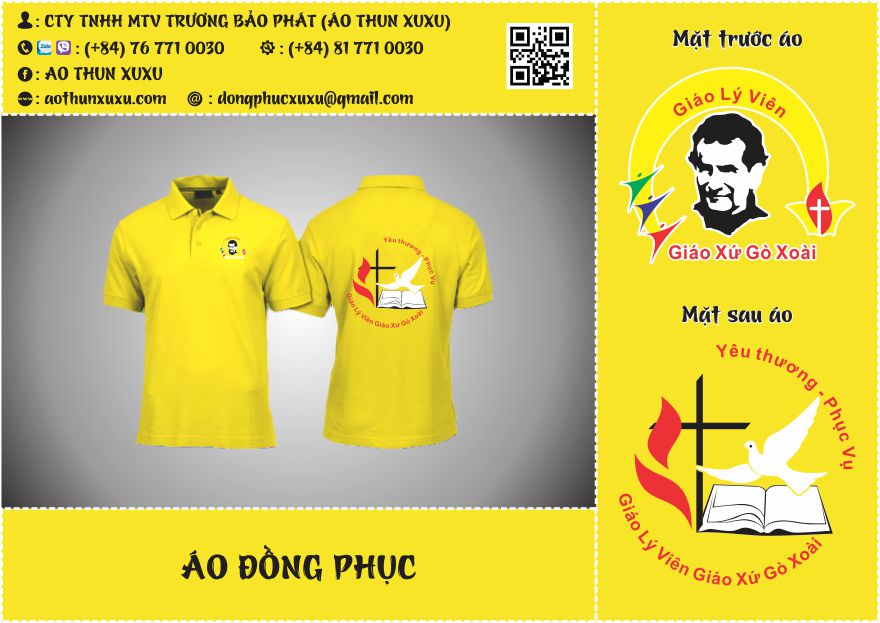 : CTY TNHH MTV TRƯƠNG BẢO PHÁT (ÁO THUN XUXU)
Zalo : (+84) 76 771 0030 : (+84) 81 771 0030
: AO THUN XUXU
www : aothunxuxu.com @ : dongphucxuxu@gmail.com
Mặt trước áo
Giáo Lý Viên
Giáo Xứ Gò Xoài
Yêu thương - Phục Vụ
Giáo Lý Viên Giáo Xứ Gò Xoài
Mặt sau áo
Yêu thương - Phục Vụ
Giáo Lý Viên Giáo Xứ Gò Xoài
ÁO ĐỒNG PHỤC